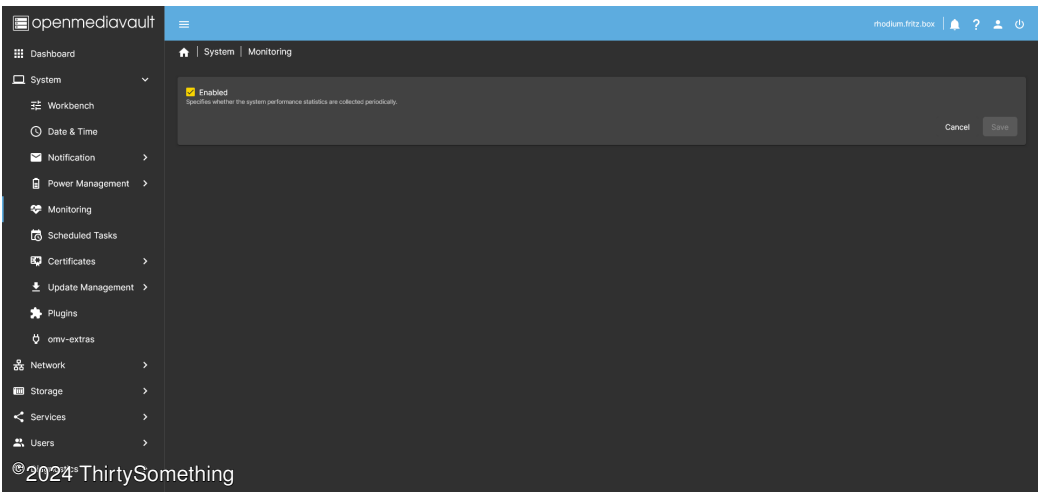 openmediavault
rhodium.fritz.box
Dashboard
System | Monitoring
System
Enabled
Specifies whether the system performance statistics are collected periodically.
Workbench
Cancel
Save
Date & Time
Notification
Power Management
Monitoring
Scheduled Tasks
Certificates
Update Management
Plugins
omv-extras
Network
Storage
Services
Users
Diagnostics
©2024 ThirtySomething